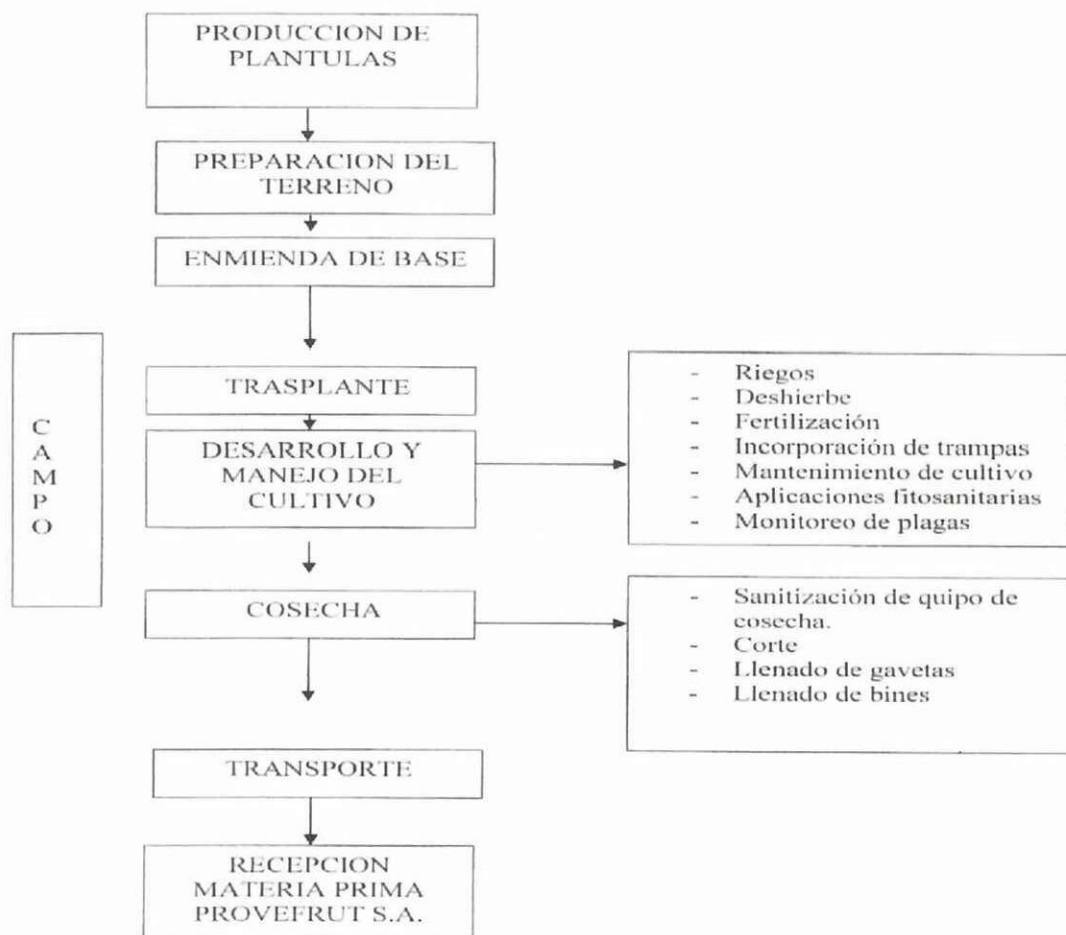 PRODUCCION DE
PLANTULAS
PREPARACION DEL
TERRENO
ENMIENDA DE BASE
C
A
M
P
O
TRASPLANTE
DESARROLLO Y
MANEJO DEL
CULTIVO
- Riegos
- Deshierbe
- Fertilización
- Incorporación de trampas
- Mantenimiento de cultivo
- Aplicaciones fitosanitarias
- Monitoreo de plagas
COSECHA
- Sanitización de quipo de
cosecha.
- Corte
- Llenado de gavetas
- Llenado de bines
TRANSPORTE
RECEPCION
MATERIA PRIMA
PROVEFRUT S.A.